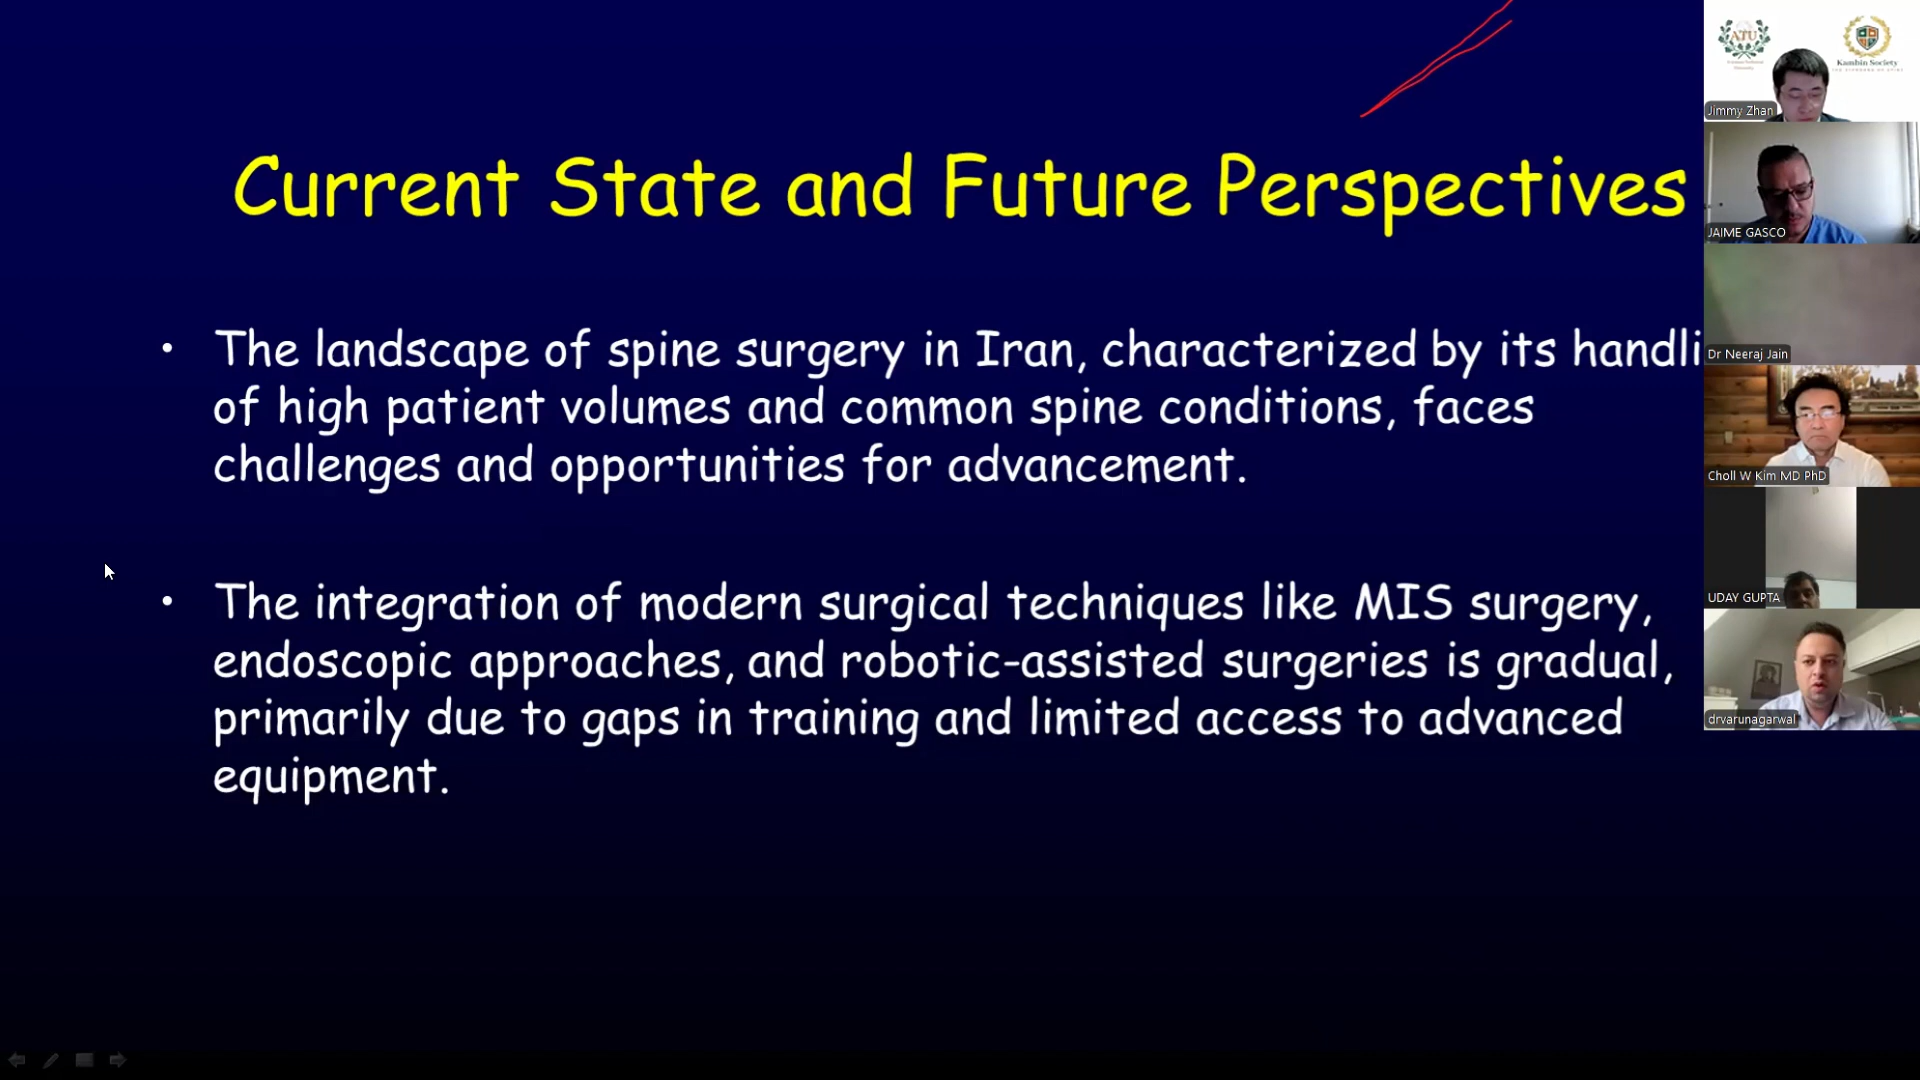 Current State and Future Perspectives
• The landscape of spine surgery in Iran, characterized by its handli
of high patient volumes and common spine conditions, faces
challenges and opportunities for advancement.
• The integration of modern surgical techniques like MIS surgery,
endoscopic approaches, and robotic-assisted surgeries is gradual,
primarily due to gaps in training and limited access to advanced
equipment.
ATU
Kambin Society
Jimmy Zhan
JAIME GASCO
Dr Neeraj Jain
Choll W Kim MD PhD
UDAY GUPTA
drvarunagarwal